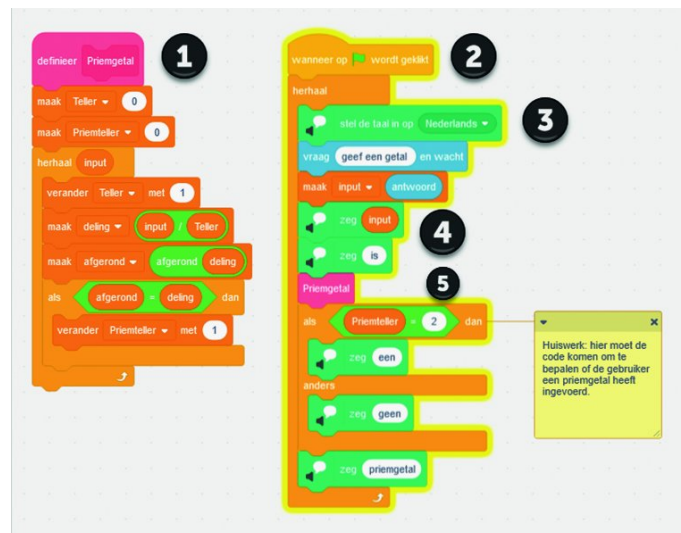 definieer Priemgetal
1
maak Teller 0
maak Priemteller 0
herhaal input
verander Teller met 1
maak deling input / Teller
maak afgerond afgerond deling
als afgerond = deling dan
verander Priemteller met 1
2
wanneer op wordt geklikt
herhaal
3
stel de taal in op Nederlands
vraag geef een getal en wacht
maak input antwoord
4
zeg input
zeg is
5
Priemgetal
als Priemteller = 2 dan
zeg een
anders
zeg geen
zeg priemgetal
Huiswerk: hier moet de
code komen om te
bepalen of de gebruiker
een priemgetal heeft
ingevoerd.